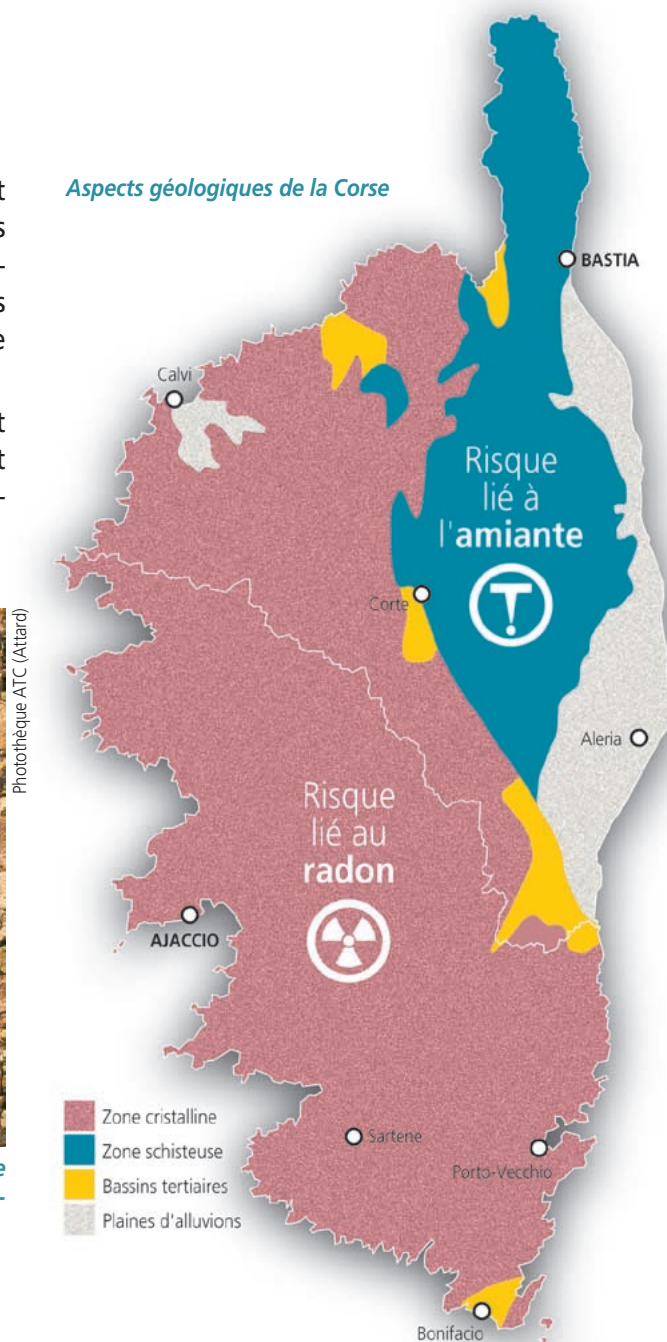 Aspects géologiques de la Corse
t
s
-
s
e
t
t
-
Photothèque ATC (Attard)
e
-
BASTIA
Calvi
Risque
lié à
l'amiante
Corte
Aleria
Risque
lié au
radon
AJACCIO
Sartene
Porto-Vecchio
Bonifacio
Zone cristalline
Zone schisteuse
Bassins tertiaires
Plaines d'alluvions